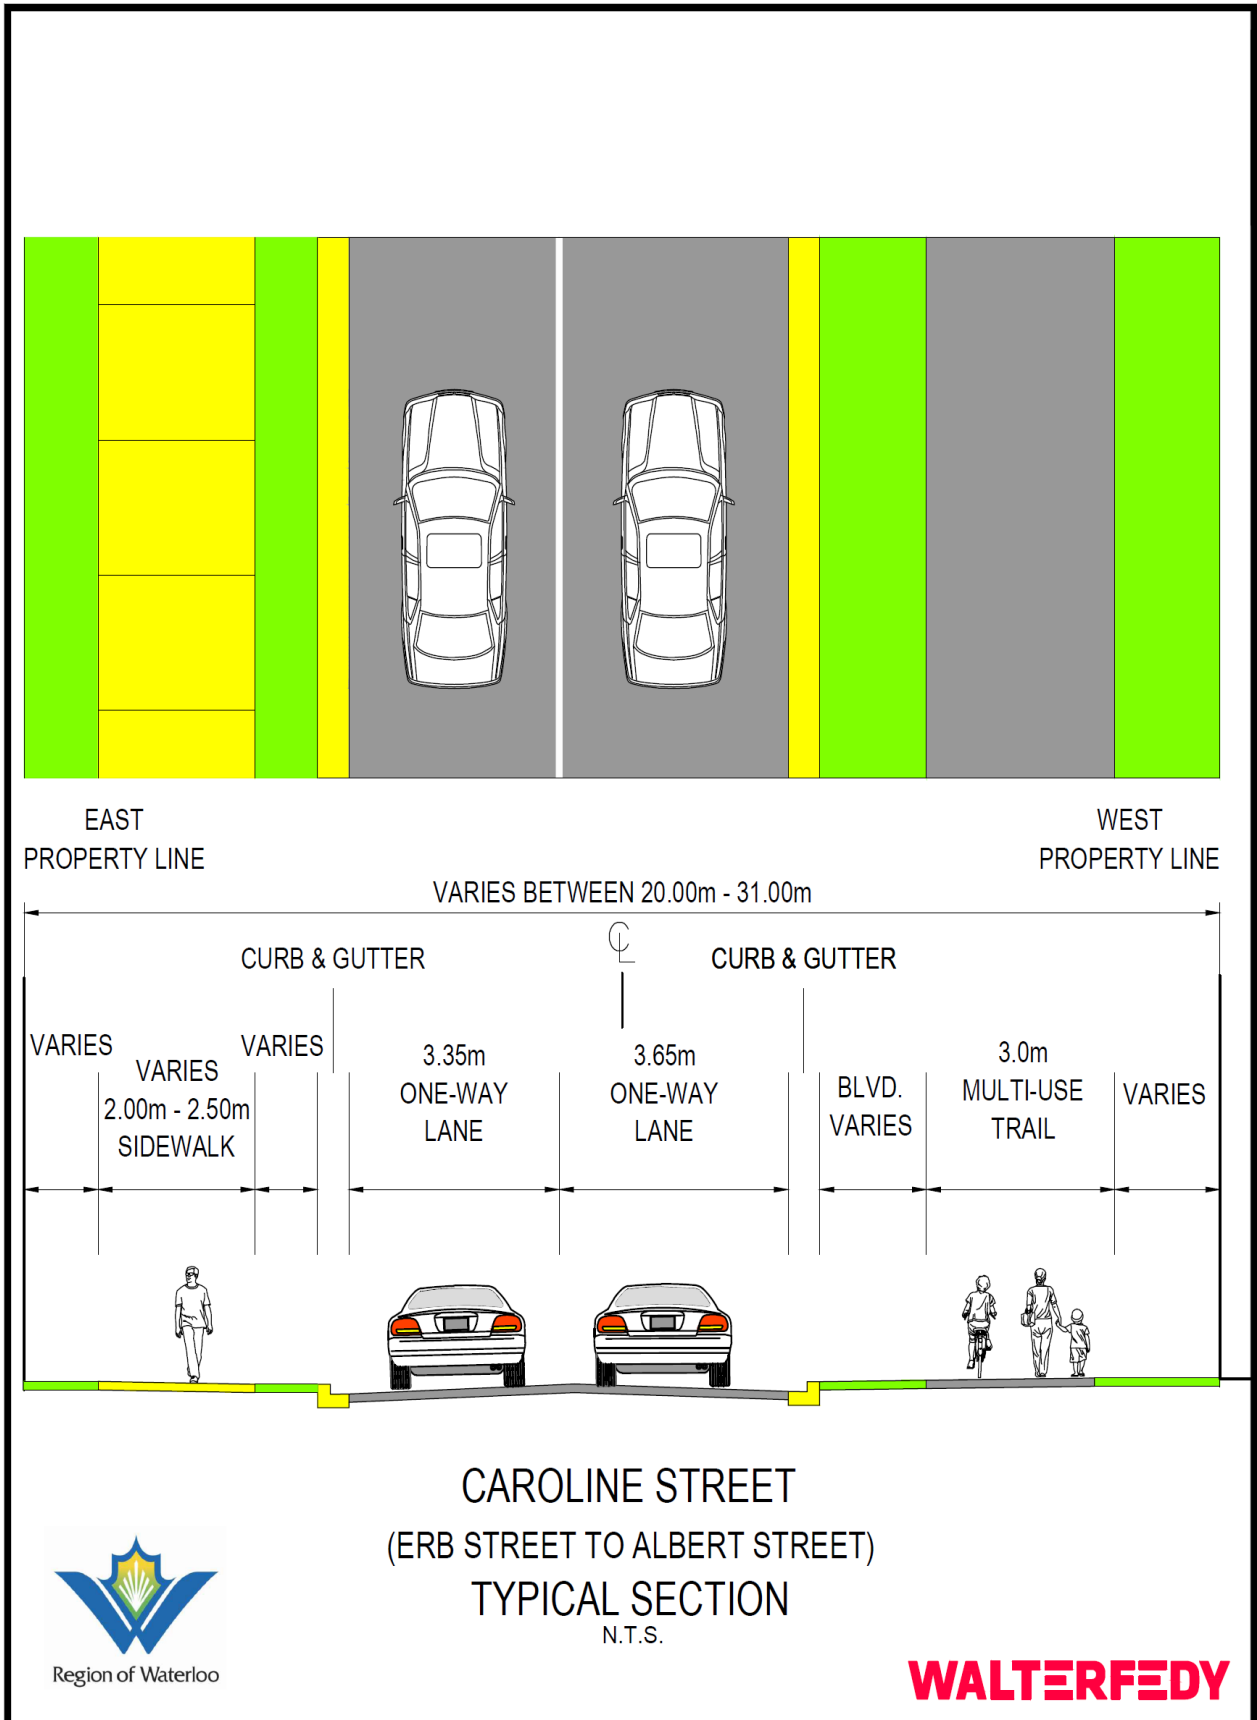 EAST
PROPERTY LINE
WEST
PROPERTY LINE
VARIES BETWEEN 20.00m - 31.00m
CURB & GUTTER
CL
CURB & GUTTER
VARIES
VARIES
2.00m - 2.50m
SIDEWALK
VARIES
3.35m
ONE-WAY
LANE
3.65m
ONE-WAY
LANE
BLVD.
VARIES
3.0m
MULTI-USE
TRAIL
VARIES
CAROLINE STREET
(ERB STREET TO ALBERT STREET)
TYPICAL SECTION
N.T.S.
Region of Waterloo
WALTERFEDY